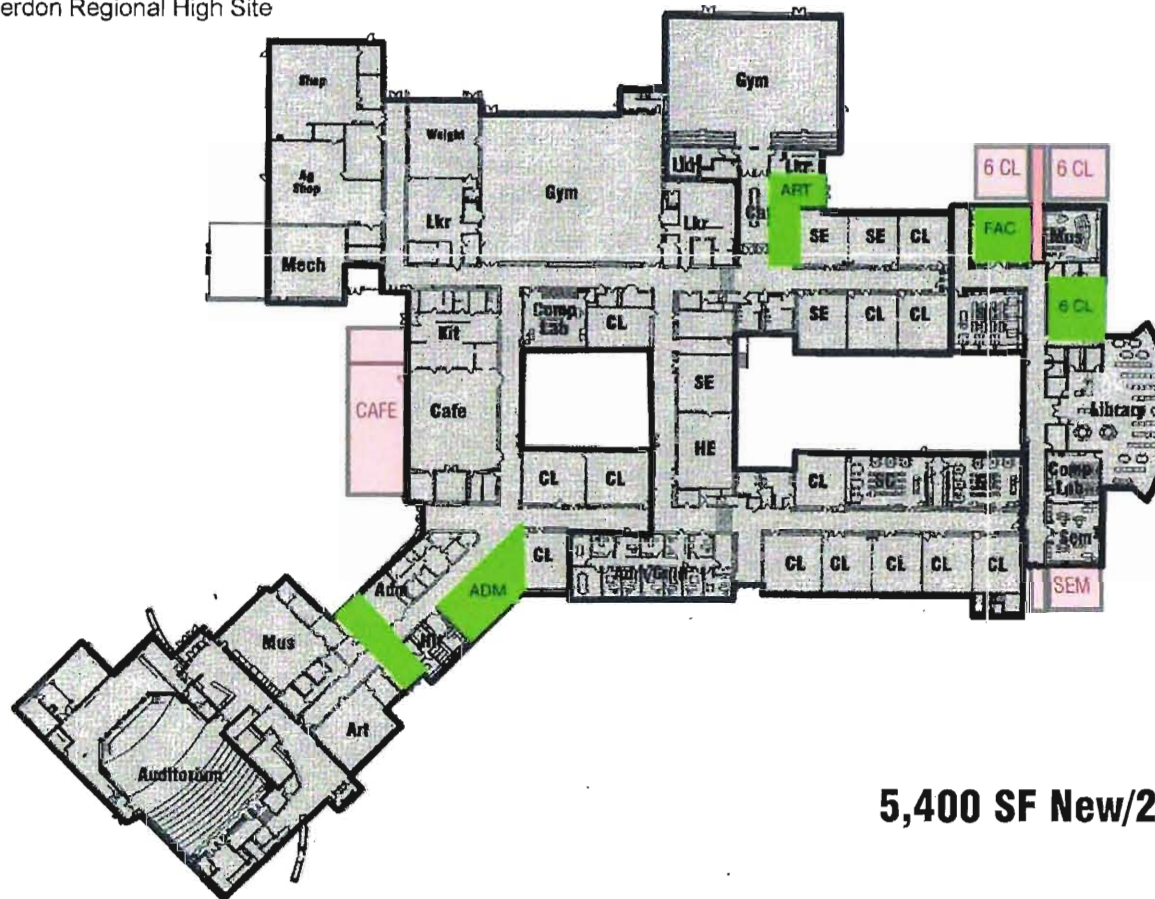 erdon Regional High Site
Shop
Gym
Weight
6 CL
6 CL
Lkr
Lkr
Ag
Shop
Gym
ART
Lkr
Lkr
SE
SE
CL
FAC
Mus
Mech
Comp
Lab
CL
SE
CL
CL
6 CL
Kit
SE
CAFE
Cafe
Library
HE
CL
CL
CL
SC
Comp
Lab
CL
Sem
CL
CL
CL
CL
CL
Adm
ADM
SEM
Mus
Art
Auditorium
5,400 SF New/2